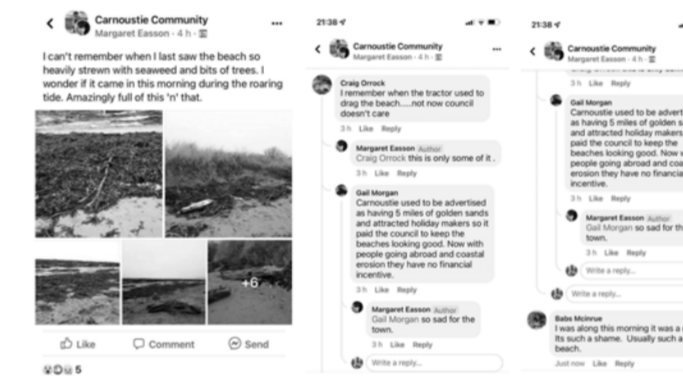 Carnoustie Community
Margaret Easson · 4 h ·
I can't remember when I last saw the beach so
heavily strewn with seaweed and bits of trees. I
wonder if it came in this morning during the roaring
tide. Amazingly full of this 'n' that.
+6
Like
Comment
Send
5
21:38
Carnoustie Community
Margaret Easson · 4 h ·
Craig Orrock
I remember when the tractor used to
drag the beach.....not now council
doesn't care
3 h Like Reply
Margaret Easson Author
Craig Orrock this is only some of it .
3 h Like Reply
Gail Morgan
Carnoustie used to be advertised
as having 5 miles of golden sands
and attracted holiday makers so it
paid the council to keep the
beaches looking good. Now with
people going abroad and coastal
erosion they have no financial
incentive.
3 h Like Reply
Margaret Easson Author
Gail Morgan so sad for the
town.
3 h Like Reply
Write a reply...
21:38
Carnoustie Community
Margaret Easson · 4 h ·
3 h Like Reply
Gail Morgan
Carnoustie used to be advert
as having 5 miles of golden s
and attracted holiday makers
paid the council to keep the
beaches looking good. Now
people going abroad and coa
erosion they have no financia
incentive.
3 h Like Reply
Margaret Easson Author
Gail Morgan so sad for th
town.
3 h Like Reply
Write a reply...
Write a reply...
Babs Mcinrue
I was along this morning it was a
Its such a shame. Usually such a
beach.
Just now Like Reply